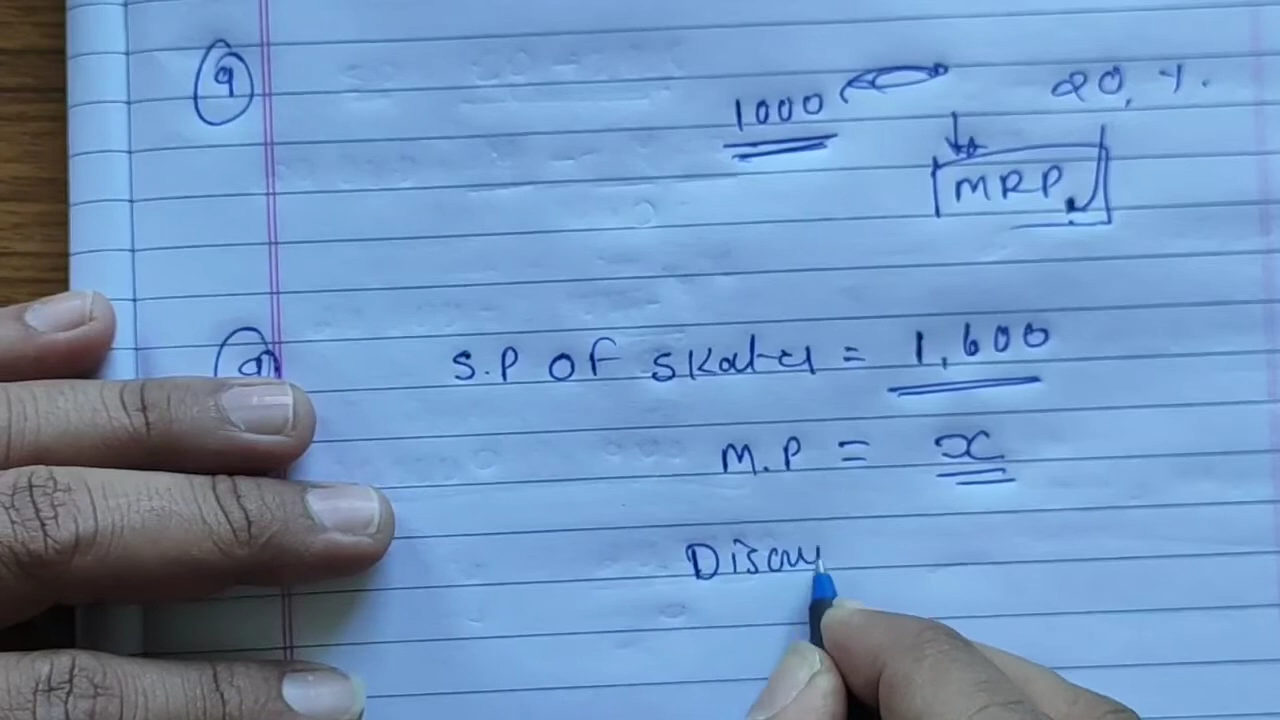 9
1000 20%.
MRP
a) S.P OF skates = 1,600
M.P = x
Discou